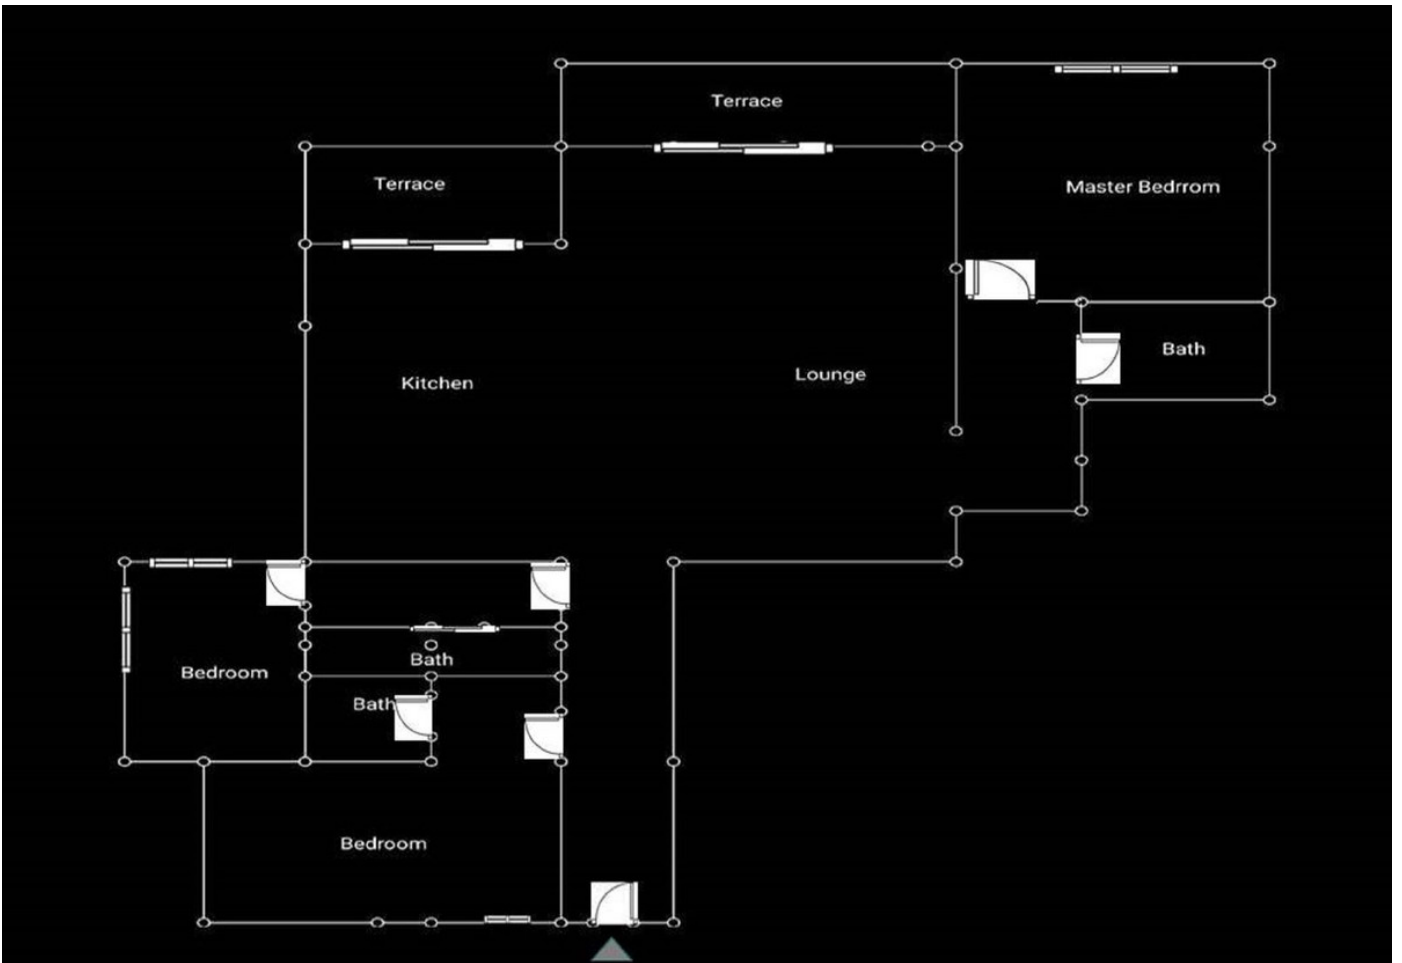 Terrace
Terrace
Master Bedrrom
Bath
Lounge
Kitchen
Bath
Bedroom
Bath
Bedroom